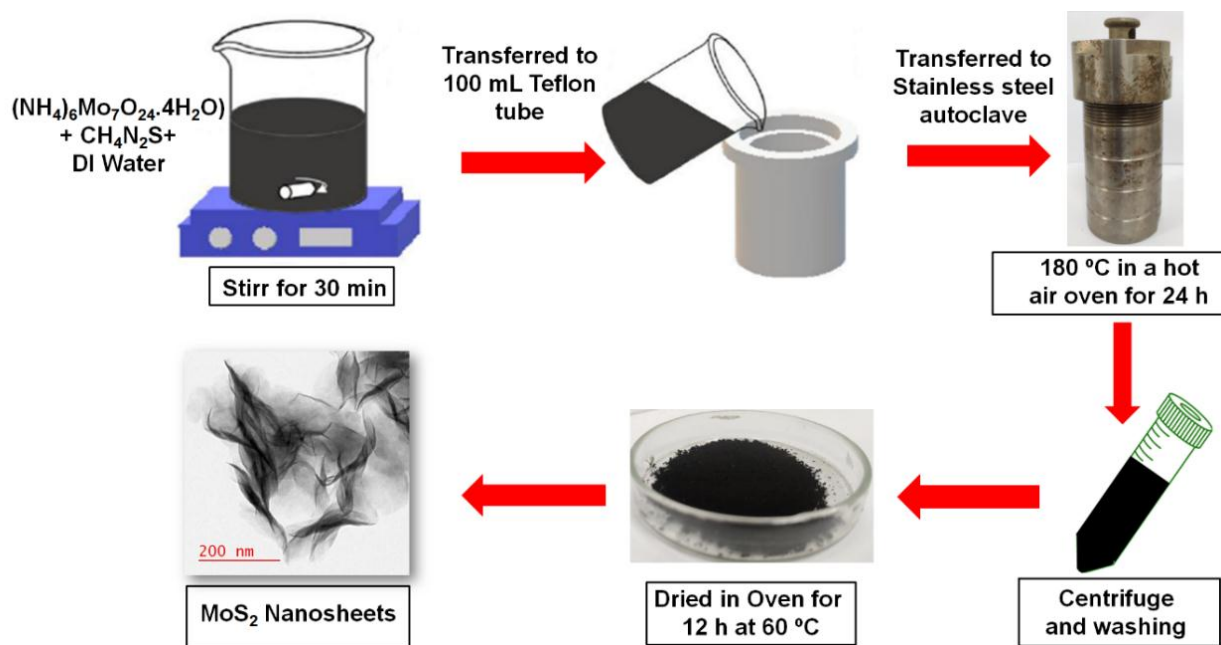 (NH₄)₆Mo₇O₂₄.4H₂O)
+ CH₄N₂S+
DI Water
Stirr for 30 min
Transferred to
100 mL Teflon
tube
Transferred to
Stainless steel
autoclave
180 ºC in a hot
air oven for 24 h
Centrifuge
and washing
Dried in Oven for
12 h at 60 ºC
200 nm
MoS₂ Nanosheets